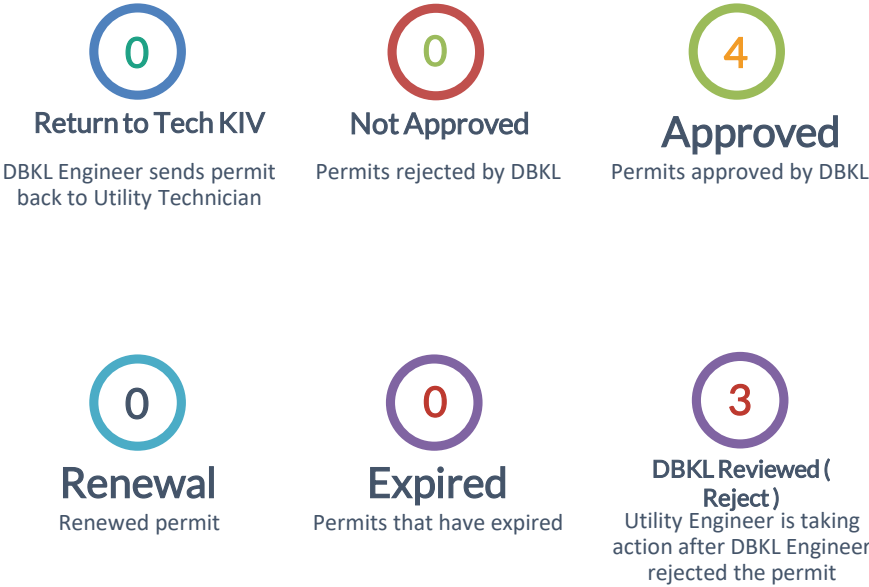 0
Return to Tech KIV
DBKL Engineer sends permit
back to Utility Technician
0
Not Approved
Permits rejected by DBKL
4
Approved
Permits approved by DBKL
0
Renewal
Renewed permit
0
Expired
Permits that have expired
3
DBKL Reviewed (
Reject )
Utility Engineer is taking
action after DBKL Engineer
rejected the permit